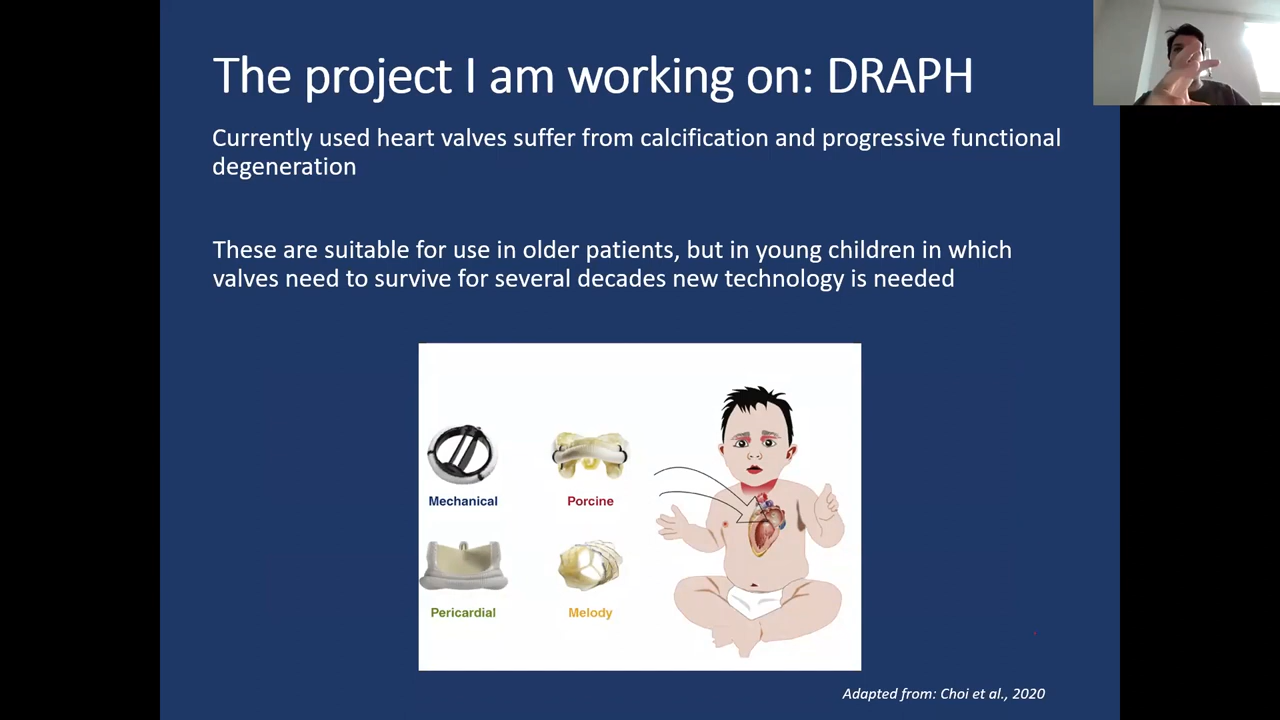 The project I am working on: DRAPH
Currently used heart valves suffer from calcification and progressive functional
degeneration
These are suitable for use in older patients, but in young children in which
valves need to survive for several decades new technology is needed
Mechanical
Porcine
Pericardial
Melody
Adapted from: Choi et al., 2020